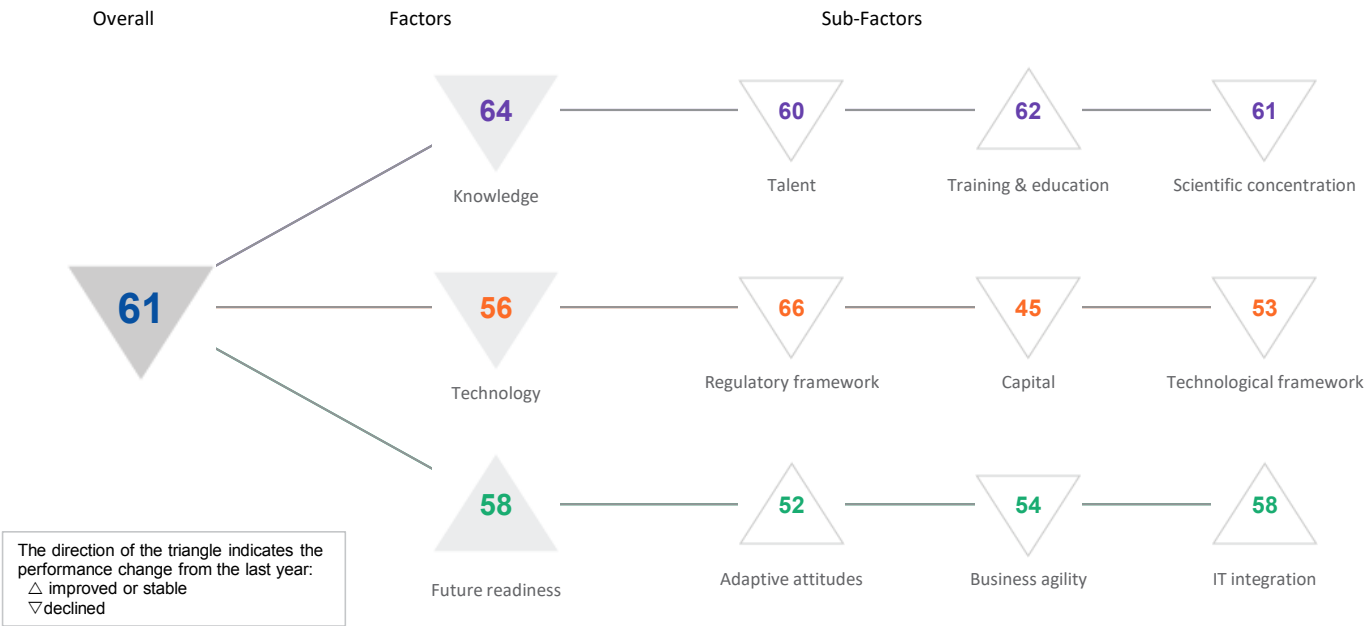 Overall Factors Sub-Factors
64 60 62 61
Knowledge Talent Training & education Scientific concentration
61
56 66 45 53
Technology Regulatory framework Capital Technological framework
58 52 54 58
Future readiness Adaptive attitudes Business agility IT integration
The direction of the triangle indicates the
performance change from the last year:
△ improved or stable
▽declined